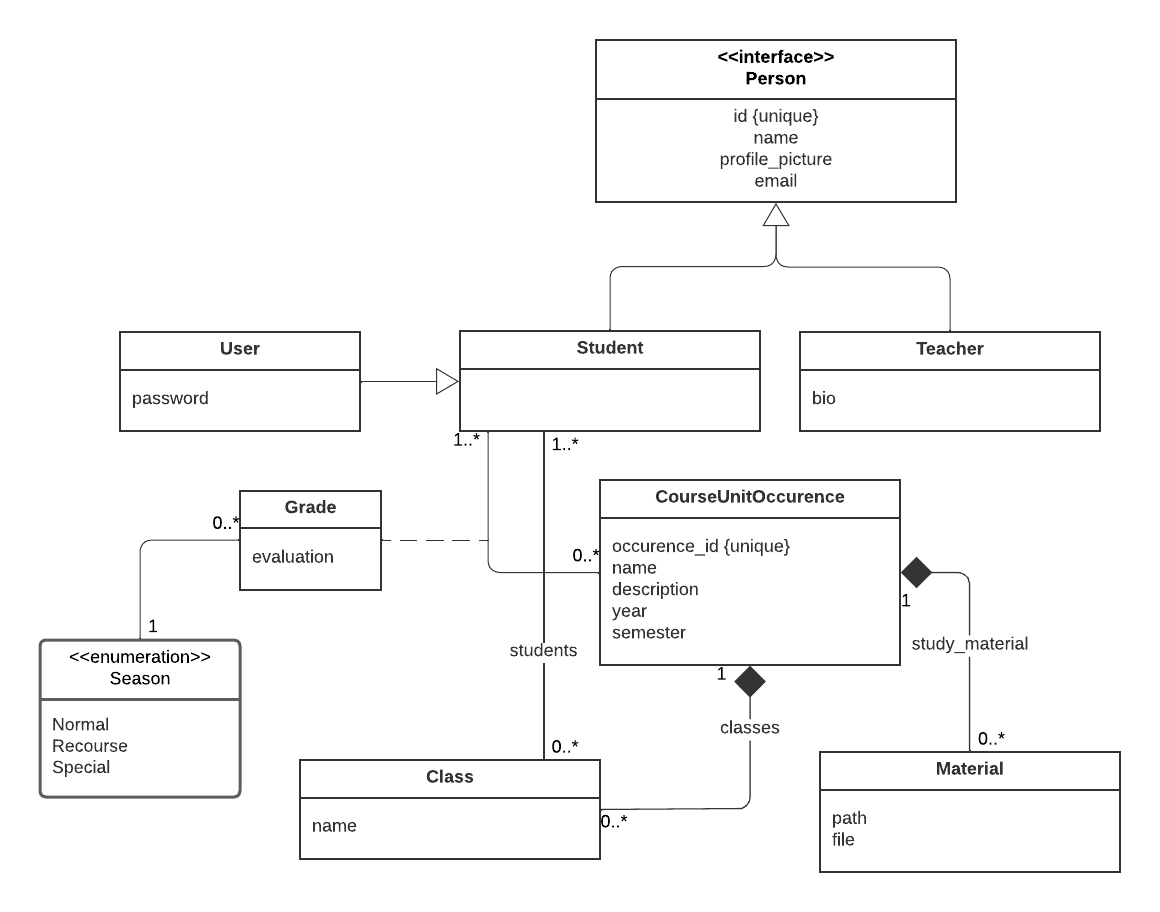 <<interface>>
Person
id {unique}
name
profile_picture
email
User
password
Student
Teacher
bio
1..*
1..*
Grade
evaluation
0..*
1
<<enumeration>>
Season
Normal
Recourse
Special
CourseUnitOccurence
occurence_id {unique}
name
description
year
semester
0..*
1
study_material
0..*
1
classes
students
0..*
Class
name
0..*
Material
path
file